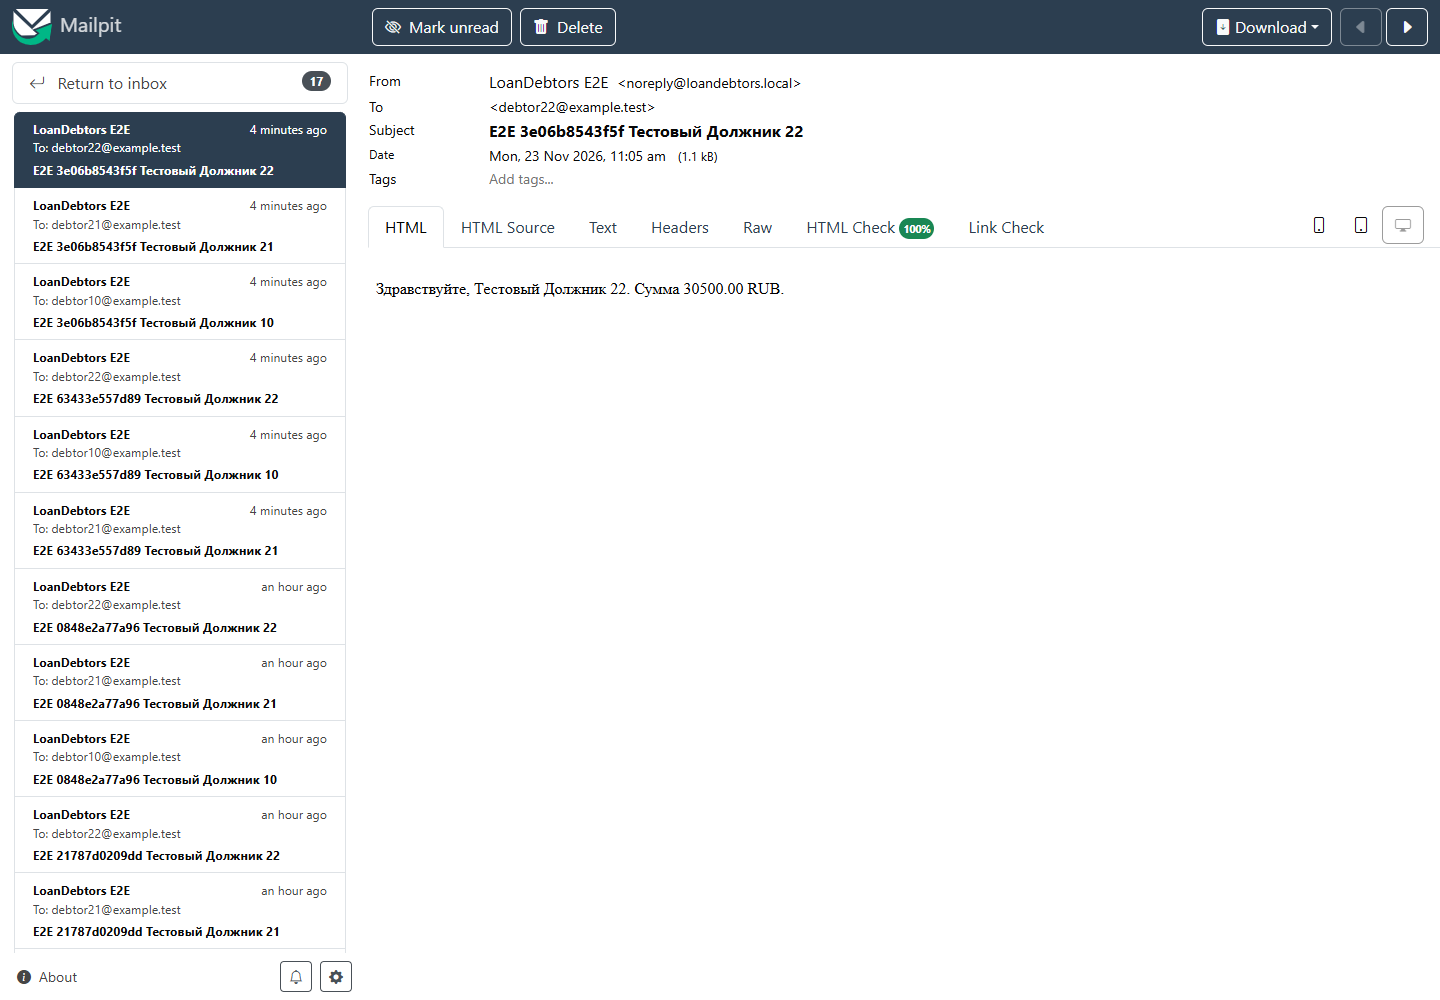 Mailpit
Mark unread
Delete
Download
Return to inbox
17
LoanDebtors E2E 4 minutes ago
To: debtor22@example.test
E2E 3e06b8543f5f Тестовый Должник 22
LoanDebtors E2E 4 minutes ago
To: debtor21@example.test
E2E 3e06b8543f5f Тестовый Должник 21
LoanDebtors E2E 4 minutes ago
To: debtor10@example.test
E2E 3e06b8543f5f Тестовый Должник 10
LoanDebtors E2E 4 minutes ago
To: debtor22@example.test
E2E 63433e557d89 Тестовый Должник 22
LoanDebtors E2E 4 minutes ago
To: debtor10@example.test
E2E 63433e557d89 Тестовый Должник 10
LoanDebtors E2E 4 minutes ago
To: debtor21@example.test
E2E 63433e557d89 Тестовый Должник 21
LoanDebtors E2E an hour ago
To: debtor22@example.test
E2E 0848e2a77a96 Тестовый Должник 22
LoanDebtors E2E an hour ago
To: debtor21@example.test
E2E 0848e2a77a96 Тестовый Должник 21
LoanDebtors E2E an hour ago
To: debtor10@example.test
E2E 0848e2a77a96 Тестовый Должник 10
LoanDebtors E2E an hour ago
To: debtor22@example.test
E2E 21787d0209dd Тестовый Должник 22
LoanDebtors E2E an hour ago
To: debtor21@example.test
E2E 21787d0209dd Тестовый Должник 21
About
From LoanDebtors E2E <noreply@loandebtors.local>
To <debtor22@example.test>
Subject E2E 3e06b8543f5f Тестовый Должник 22
Date Mon, 23 Nov 2026, 11:05 am (1.1 kB)
Tags Add tags...
HTML HTML Source Text Headers Raw HTML Check 100% Link Check
Здравствуйте, Тестовый Должник 22. Сумма 30500.00 RUB.